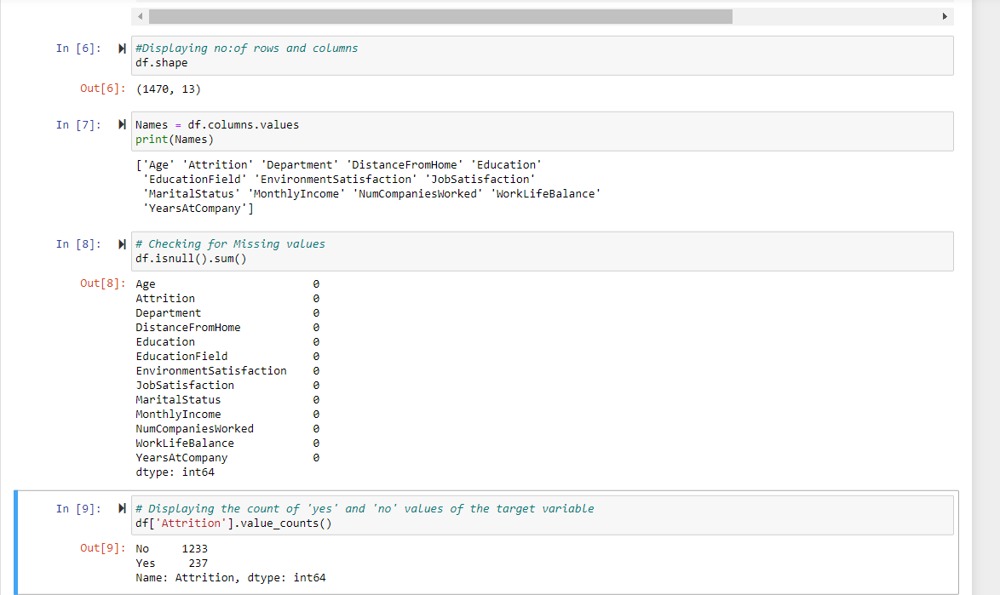 In [6]: #Displaying no:of rows and columns
df.shape
Out[6]: (1470, 13)
In [7]: Names = df.columns.values
print(Names)
['Age' 'Attrition' 'Department' 'DistanceFromHome' 'Education'
'EducationField' 'EnvironmentSatisfaction' 'JobSatisfaction'
'MaritalStatus' 'MonthlyIncome' 'NumCompaniesWorked' 'WorkLifeBalance'
'YearsAtCompany']
In [8]: # Checking for Missing values
df.isnull().sum()
Out[8]: Age 0
Attrition 0
Department 0
DistanceFromHome 0
Education 0
EducationField 0
EnvironmentSatisfaction 0
JobSatisfaction 0
MaritalStatus 0
MonthlyIncome 0
NumCompaniesWorked 0
WorkLifeBalance 0
YearsAtCompany 0
dtype: int64
In [9]: # Displaying the count of 'yes' and 'no' values of the target variable
df['Attrition'].value_counts()
Out[9]: No 1233
Yes 237
Name: Attrition, dtype: int64